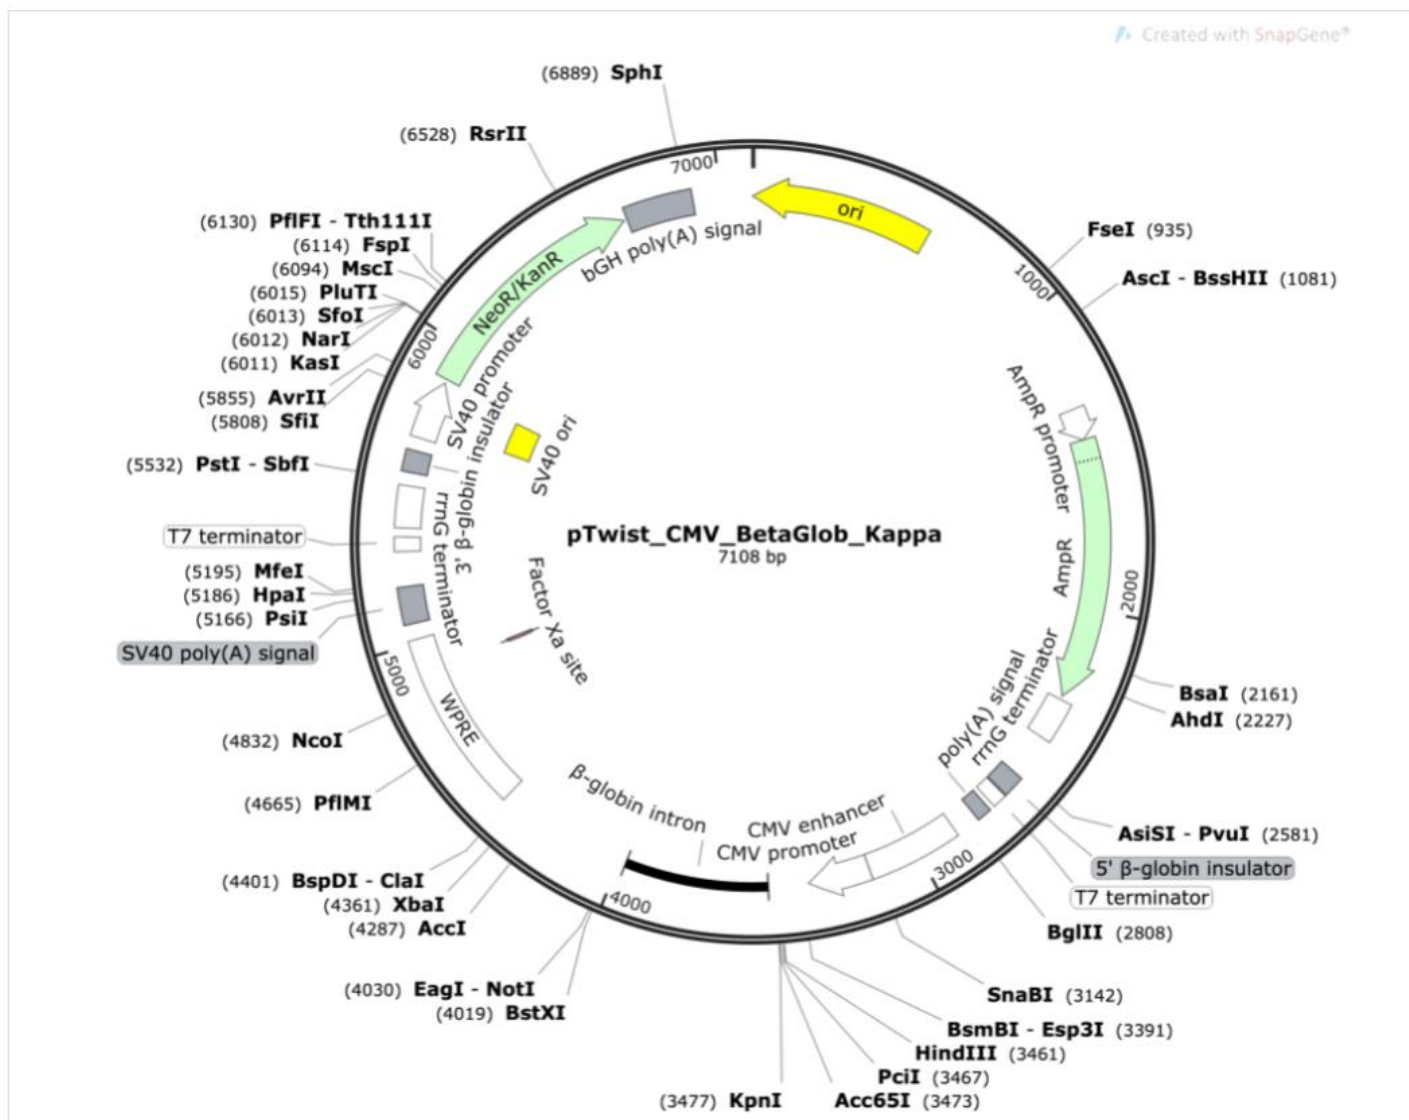 Created with SnapGene®
(6889) SphI
(6528) RsrII
7000
ori
(6130) PflFI - Tth111I
(6114) FspI
(6094) MscI
(6015) PluTI
(6013) SfoI
(6012) NarI
(6011) KasI
(5855) AvrII
(5808) SfiI
(5532) PstI - SbfI
T7 terminator
(5195) MfeI
(5186) HpaI
(5166) PsiI
SV40 poly(A) signal
(4832) NcoI
(4665) PflMI
(4401) BspDI - ClaI
(4361) XbaI
(4287) AccI
(4030) EagI - NotI
(4019) BstXI
(3477) KpnI
FseI (935)
1000
AscI - BssHII (1081)
bGH poly(A) signal
NeoR/KanR
6000
SV40 promoter
3' β-globin insulator
SV40 ori
rrnG terminator
AmpR promoter
AmpR
pTwist_CMV_BetaGlob_Kappa
7108 bp
Factor Xa site
2000
5000
WPRE
poly(A) signal
rrnG terminator
β-globin intron
CMV enhancer
CMV promoter
3000
4000
BsaI (2161)
AhdI (2227)
AsiSI - PvuI (2581)
5' β-globin insulator
T7 terminator
BglII (2808)
SnaBI (3142)
BsmBI - Esp3I (3391)
HindIII (3461)
PciI (3467)
Acc65I (3473)